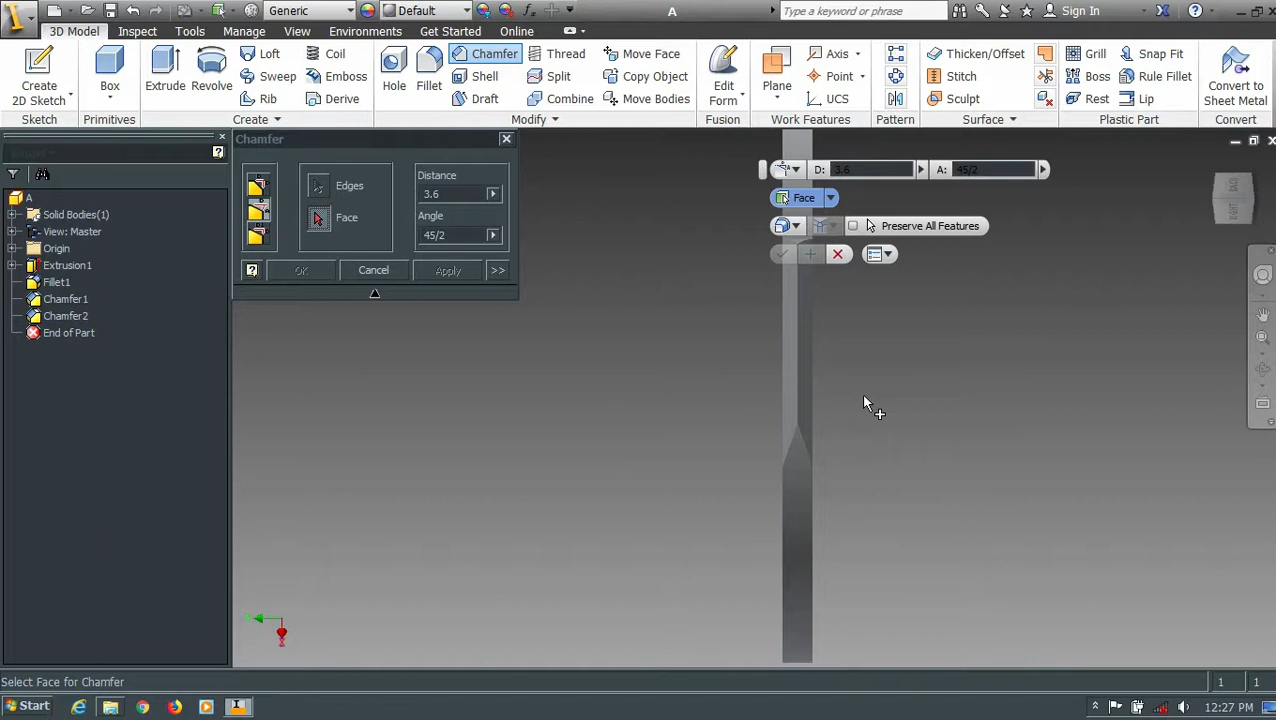 Generic
Default
A
Type a keyword or phrase
Sign In
3D Model
Inspect
Tools
Manage
View
Environments
Get Started
Online
Create
2D Sketch
Box
Extrude
Revolve
Loft
Sweep
Rib
Coil
Emboss
Derive
Hole
Fillet
Chamfer
Shell
Draft
Thread
Split
Combine
Move Face
Copy Object
Move Bodies
Edit
Form
Plane
Axis
Point
UCS
Thicken/Offset
Stitch
Sculpt
Grill
Boss
Rest
Snap Fit
Rule Fillet
Lip
Convert to
Sheet Metal
Sketch
Primitives
Create
Modify
Fusion
Work Features
Pattern
Surface
Plastic Part
Convert
A
Solid Bodies(1)
View: Master
Origin
Extrusion1
Fillet1
Chamfer1
Chamfer2
End of Part
Chamfer
Edges
Face
Distance
3.6
Angle
45/2
OK
Cancel
Apply
>>
D: 3.6
A: 45/2
Face
Preserve All Features
Select Face for Chamfer
1 1
Start
12:27 PM